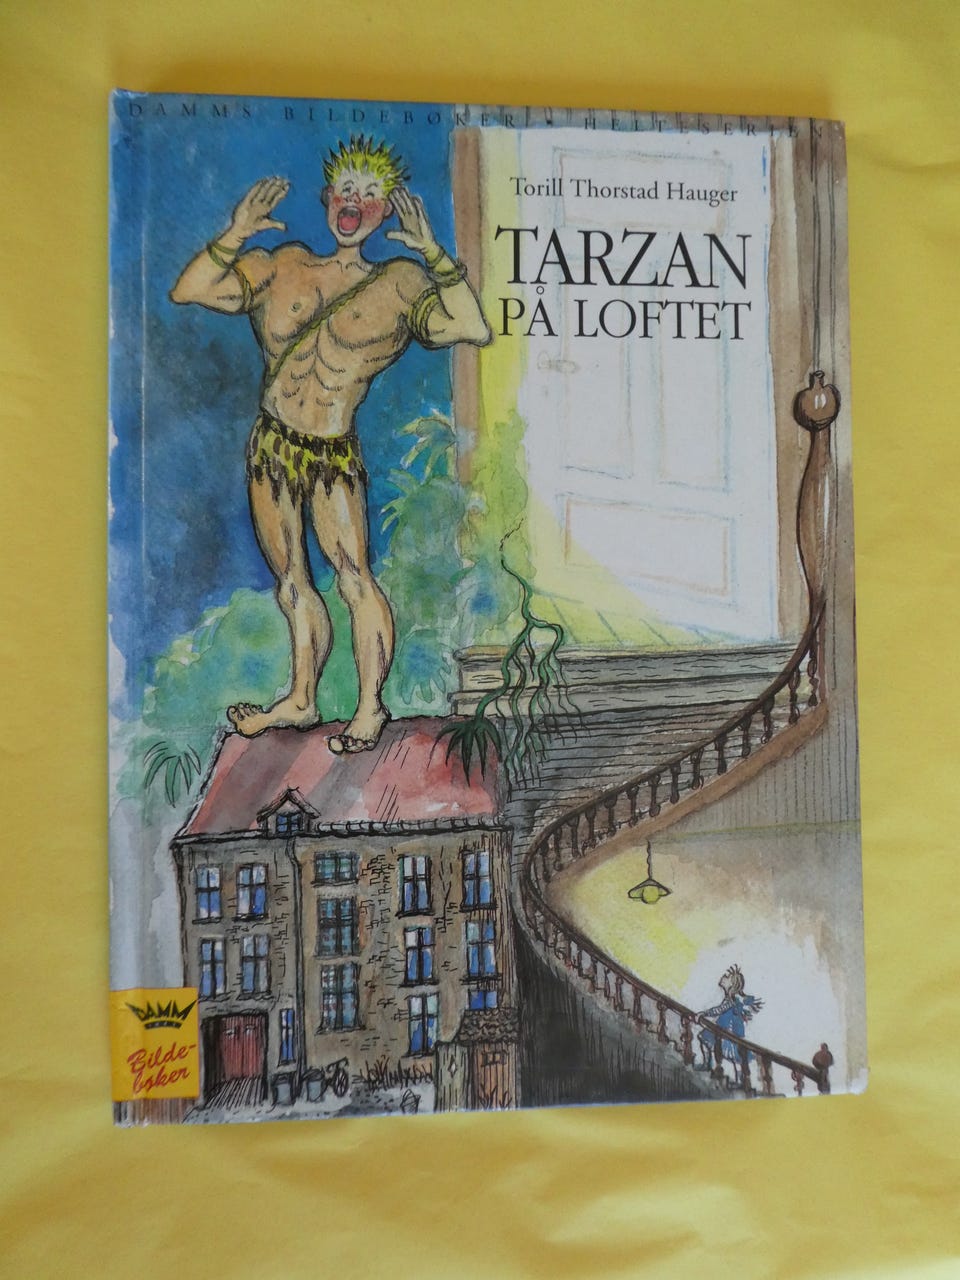 DAMMS BILDEBØKER • HELTESERIEN
Torill Thorstad Hauger
TARZAN
PÅ LOFTET
DAMM
Bilde-
bøker